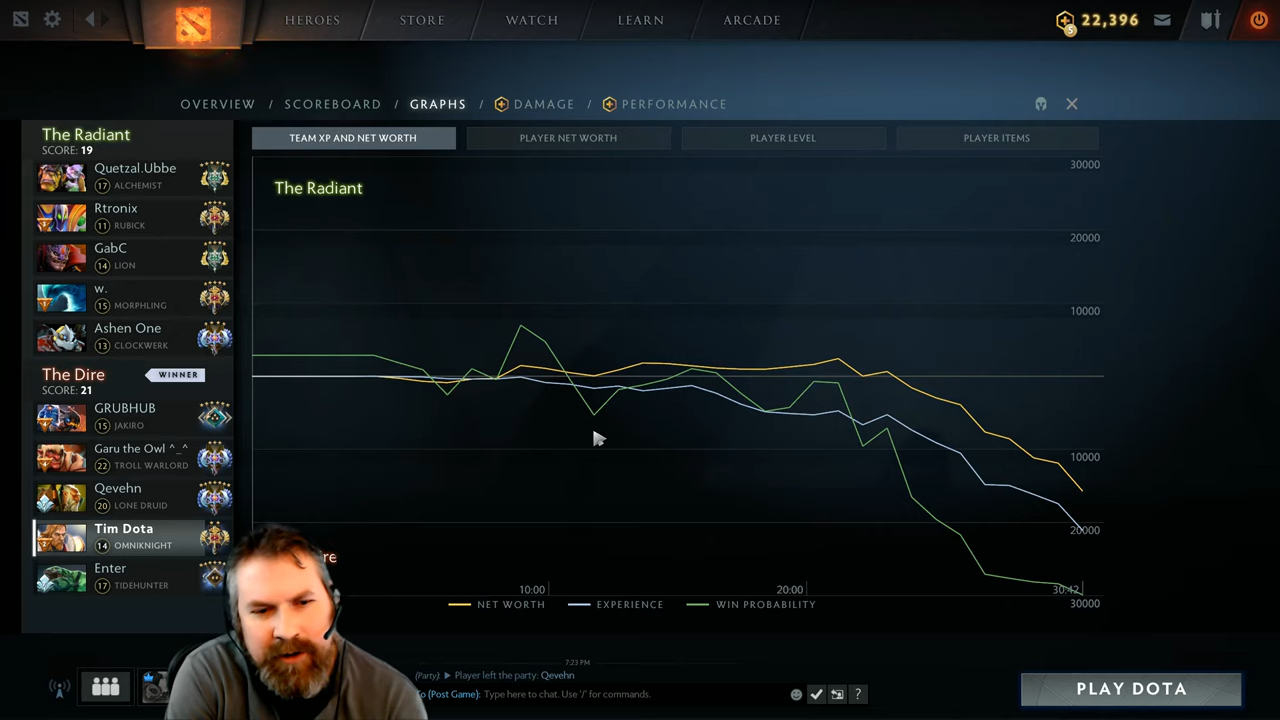 HEROES
STORE
WATCH
LEARN
ARCADE
22,396
OVERVIEW / SCOREBOARD / GRAPHS / DAMAGE / PERFORMANCE
The Radiant
SCORE: 19
Quetzal.Ubbe
17 ALCHEMIST
Rtronix
11 RUBICK
GabC
14 LION
w.
15 MORPHLING
Ashen One
13 CLOCKWERK
The Dire
WINNER
SCORE: 21
GRUBHUB
15 JAKIRO
Garu the Owl ^_^
22 TROLL WARLORD
Qevehn
20 LONE DRUID
Tim Dota
14 OMNIKNIGHT
Enter
17 TIDEHUNTER
TEAM XP AND NET WORTH
PLAYER NET WORTH
PLAYER LEVEL
PLAYER ITEMS
The Radiant
30000
20000
10000
10000
20000
30000
re
10:00
20:00
30:42
NET WORTH
EXPERIENCE
WIN PROBABILITY
7:23 PM
(Party): Player left the party: Qevehn
To (Post Game): Type here to chat. Use '/' for commands.
?
PLAY DOTA